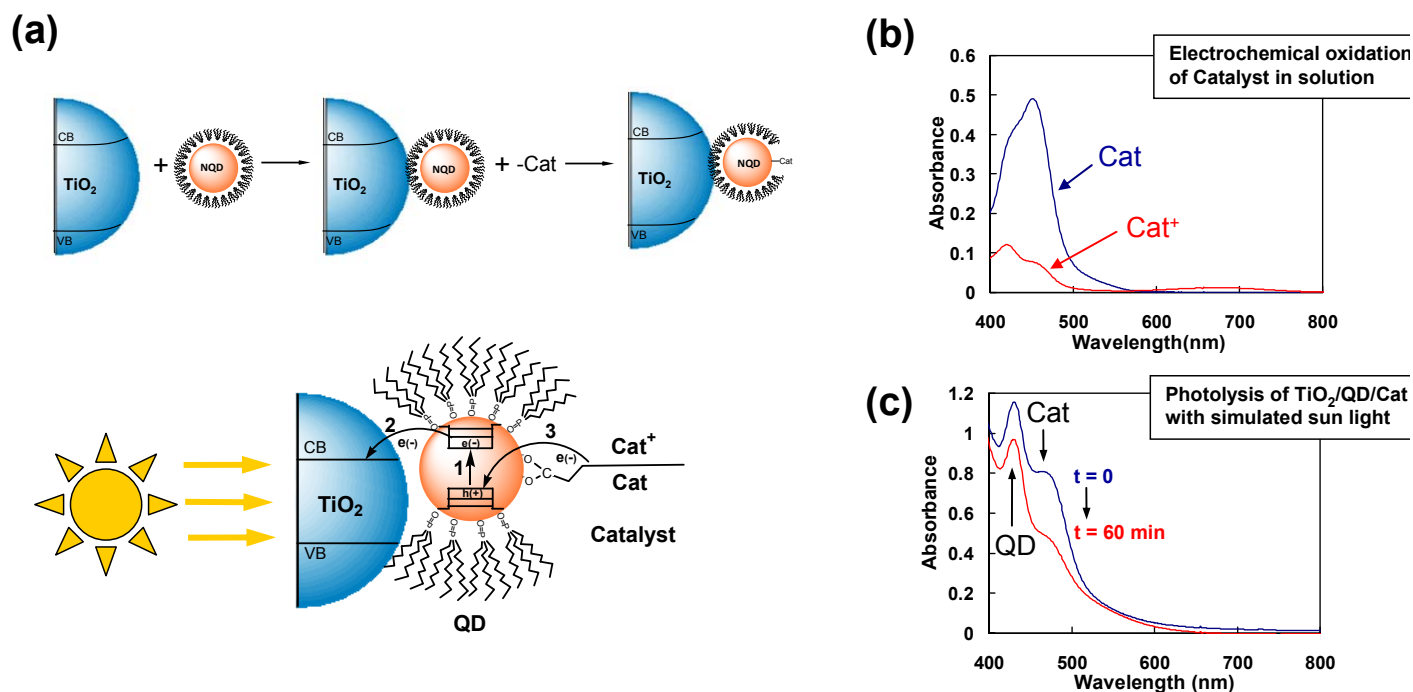 (a)
CB
TiO2
VB
+
NQD
CB
TiO2
VB
NQD
+ -Cat
CB
TiO2
VB
NQD
Cat
CB
TiO2
VB
2
e(-)
1
e(-)
h(+)
3
e(-)
O=P
O=P
O=P
O=P
O=P
O=P
O=P
O=P
O=P
O
C
O
Cat+
Cat
Catalyst
QD
(b)
Electrochemical oxidation
of Catalyst in solution
Absorbance
0.6
0.5
0.4
0.3
0.2
0.1
0
Cat
Cat+
400 500 600 700 800
Wavelength(nm)
(c)
Photolysis of TiO2/QD/Cat
with simulated sun light
Absorbance
1.2
1
0.8
0.6
0.4
0.2
0
Cat
QD
t = 0
t = 60 min
400 500 600 700 800
Wavelength (nm)